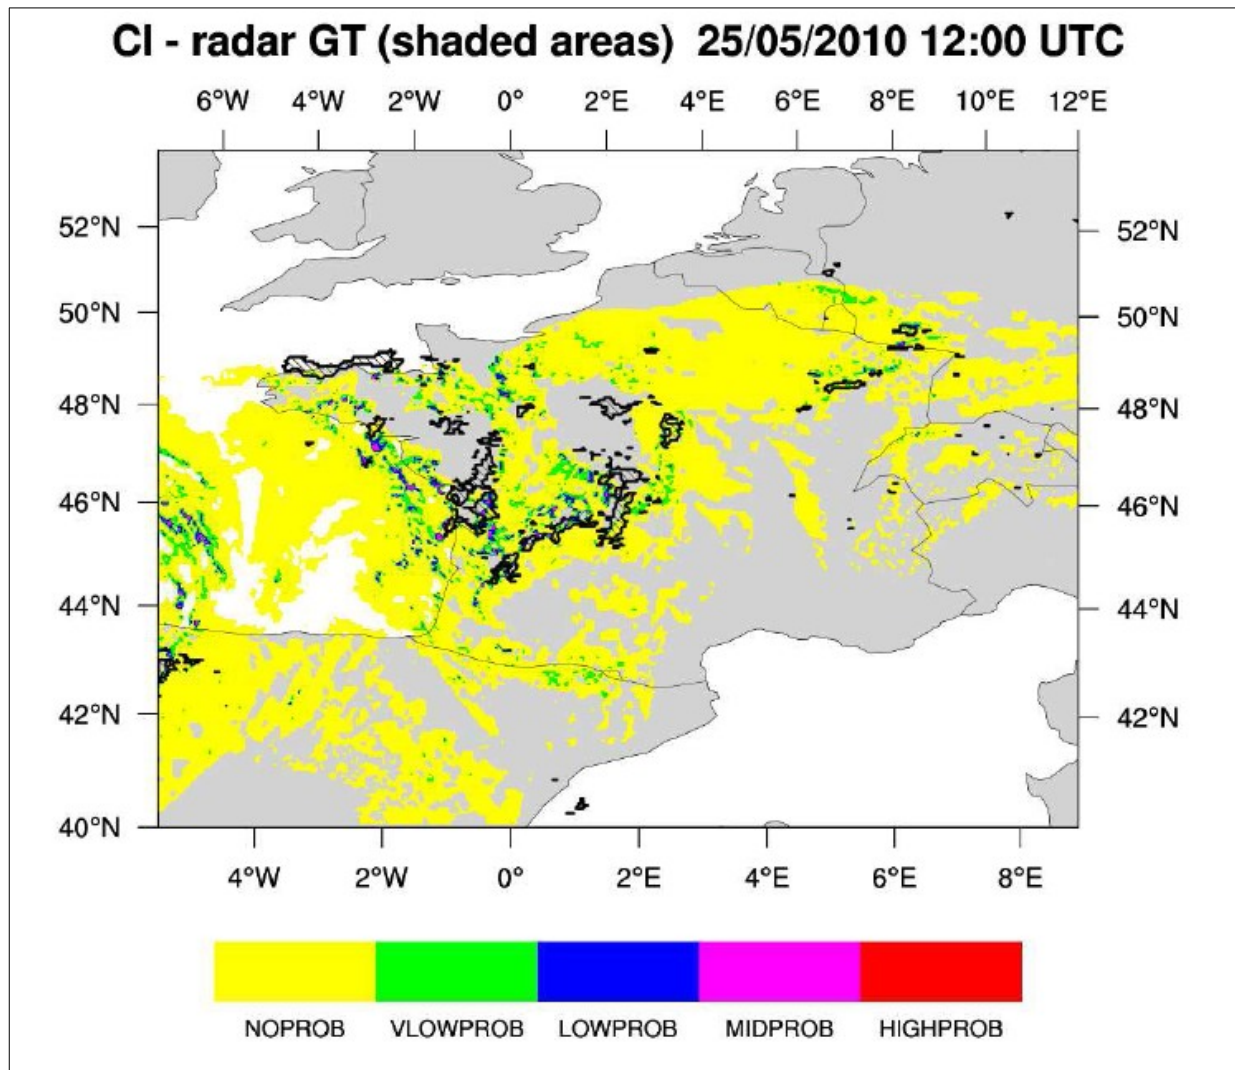 CI - radar GT (shaded areas) 25/05/2010 12:00 UTC
6°W 4°W 2°W 0° 2°E 4°E 6°E 8°E 10°E 12°E
52°N 52°N
50°N 50°N
48°N 48°N
46°N 46°N
44°N 44°N
42°N 42°N
40°N
4°W 2°W 0° 2°E 4°E 6°E 8°E
NOPROB VLOWPROB LOWPROB MIDPROB HIGHPROB